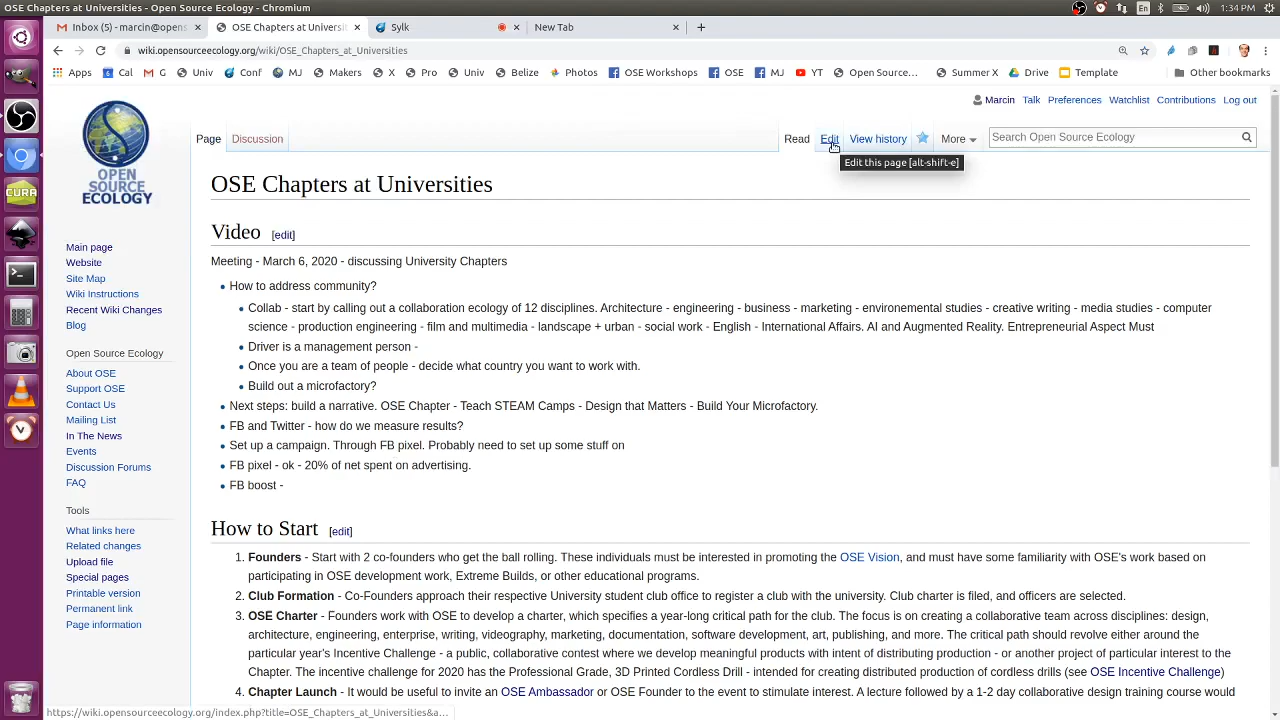 OSE Chapters at Universities - Open Source Ecology - Chromium
En
1:34 PM
Inbox (5) - marcin@opens
OSE Chapters at Universit
Sylk
New Tab
wiki.opensourceecology.org/wiki/OSE_Chapters_at_Universities
Apps
Cal
G
Univ
Conf
MJ
Makers
X
Pro
Univ
Belize
Photos
OSE Workshops
OSE
MJ
YT
Open Source...
Summer X
Drive
Template
Other bookmarks
Marcin Talk Preferences Watchlist Contributions Log out
OPEN
SOURCE
ECOLOGY
Page Discussion Read Edit View history More Search Open Source Ecology
Edit this page [alt-shift-e]
Main page
Website
Site Map
Wiki Instructions
Recent Wiki Changes
Blog
Open Source Ecology
About OSE
Support OSE
Contact Us
Mailing List
In The News
Events
Discussion Forums
FAQ
Tools
What links here
Related changes
Upload file
Special pages
Printable version
Permanent link
Page information
OSE Chapters at Universities
Video [edit]
Meeting - March 6, 2020 - discussing University Chapters
How to address community?
Collab - start by calling out a collaboration ecology of 12 disciplines. Architecture - engineering - business - marketing - environemental studies - creative writing - media studies - computer
science - production engineering - film and multimedia - landscape + urban - social work - English - International Affairs. AI and Augmented Reality. Entrepreneurial Aspect Must
Driver is a management person -
Once you are a team of people - decide what country you want to work with.
Build out a microfactory?
Next steps: build a narrative. OSE Chapter - Teach STEAM Camps - Design that Matters - Build Your Microfactory.
FB and Twitter - how do we measure results?
Set up a campaign. Through FB pixel. Probably need to set up some stuff on
FB pixel - ok - 20% of net spent on advertising.
FB boost -
How to Start [edit]
1. Founders - Start with 2 co-founders who get the ball rolling. These individuals must be interested in promoting the OSE Vision, and must have some familiarity with OSE's work based on
participating in OSE development work, Extreme Builds, or other educational programs.
2. Club Formation - Co-Founders approach their respective University student club office to register a club with the university. Club charter is filed, and officers are selected.
3. OSE Charter - Founders work with OSE to develop a charter, which specifies a year-long critical path for the club. The focus is on creating a collaborative team across disciplines: design,
architecture, engineering, enterprise, writing, videography, marketing, documentation, software development, art, publishing, and more. The critical path should revolve either around the
particular year's Incentive Challenge - a public, collaborative contest where we develop meaningful products with intent of distributing production - or another project of particular interest to the
Chapter. The incentive challenge for 2020 has the Professional Grade, 3D Printed Cordless Drill - intended for creating distributed production of cordless drills (see OSE Incentive Challenge)
4. Chapter Launch - It would be useful to invite an OSE Ambassador or OSE Founder to the event to stimulate interest. A lecture followed by a 1-2 day collaborative design training course would
https://wiki.opensourceecology.org/index.php?title=OSE_Chapters_at_Universities&a...
CURA